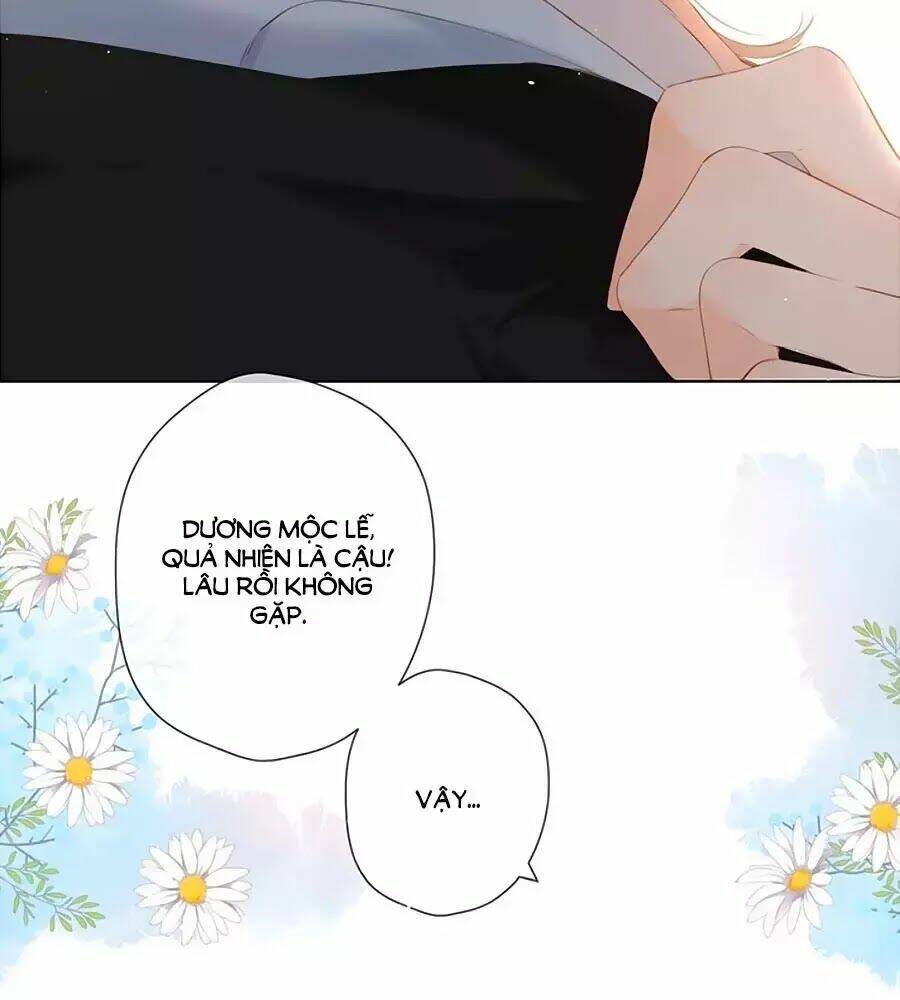 DƯƠNG MỘC LỄ,
QUẢ NHIÊN LÀ CẬU!
LÂU RỒI KHÔNG
GẶP.
VẬY...